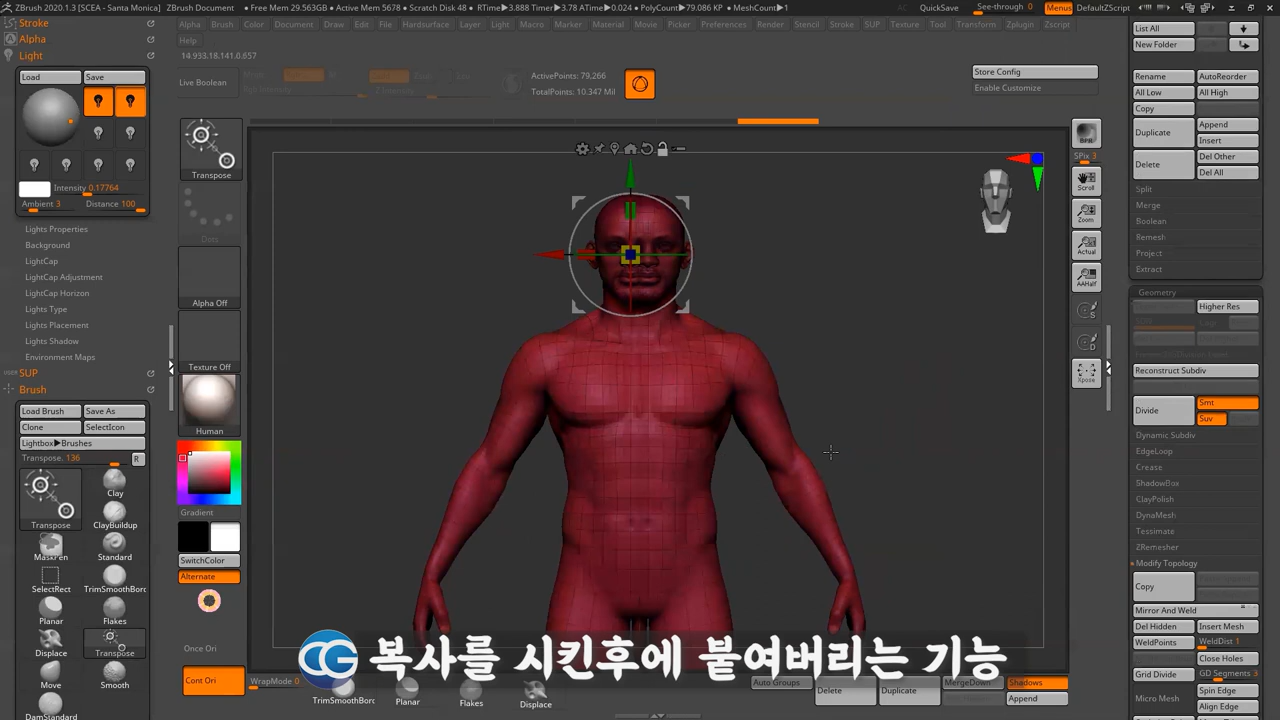 ZBrush 2020.1.3 [SCEA - Santa Monica] ZBrush Document • Free Mem 29.563GB • Active Mem 5678 • Scratch Disk 48 • RTime▶3.888 Timer▶3.78 ATime▶0.024 • PolyCount▶79.086 KP • MeshCount▶1 AC QuickSave See-through 0 Menus DefaultZScript
Stroke
Alpha
Light
Load Save
Intensity 0.17764
Ambient 3 Distance 100
Lights Properties
Background
LightCap
LightCap Adjustment
LightCap Horizon
Lights Type
Lights Placement
Lights Shadow
Environment Maps
USER SUP
Brush
Load Brush Save As
Clone SelectIcon
Lightbox▶Brushes
Transpose. 136 R
Transpose Clay
ClayBuildup
MaskPen Standard
SelectRect TrimSmoothBorc
Planar Flakes
Displace Transpose
Move Smooth
DamStandard
Alpha Brush Color Document Draw Edit File Hardsurface Layer Light Macro Marker Material Movie Picker Preferences Render Stencil Stroke SUP Texture Tool Transform Zplugin Zscript
Help
14.933,18.141,0.657
Live Boolean
ActivePoints: 79,266
TotalPoints: 10.347 Mil
Store Config
Enable Customize
Transpose
Dots
Alpha Off
Texture Off
Human
Gradient
SwitchColor
Alternate
Once Ori
Cont Ori
WrapMode 0
TrimSmoothBorc Planar Flakes Displace
Auto Groups MergeDown Shadows
Delete Duplicate Append
복사를 시킨후에 붙여버리는 기능
BPR
SPix 3
Scroll
Zoom
Actual
AAHalf
Xpose
List All
New Folder
Rename AutoReorder
All Low All High
Copy
Duplicate Append
Insert
Delete Del Other
Del All
Split
Merge
Boolean
Remesh
Project
Extract
Geometry
Higher Res
Reconstruct Subdiv
Divide Smt
Suv
Dynamic Subdiv
EdgeLoop
Crease
ShadowBox
ClayPolish
DynaMesh
Tessimate
ZRemesher
Modify Topology
Copy
Mirror And Weld
Del Hidden Insert Mesh
WeldPoints WeldDist 1
Close Holes
Grid Divide GD Segments 3
Micro Mesh Spin Edge
Align Edge